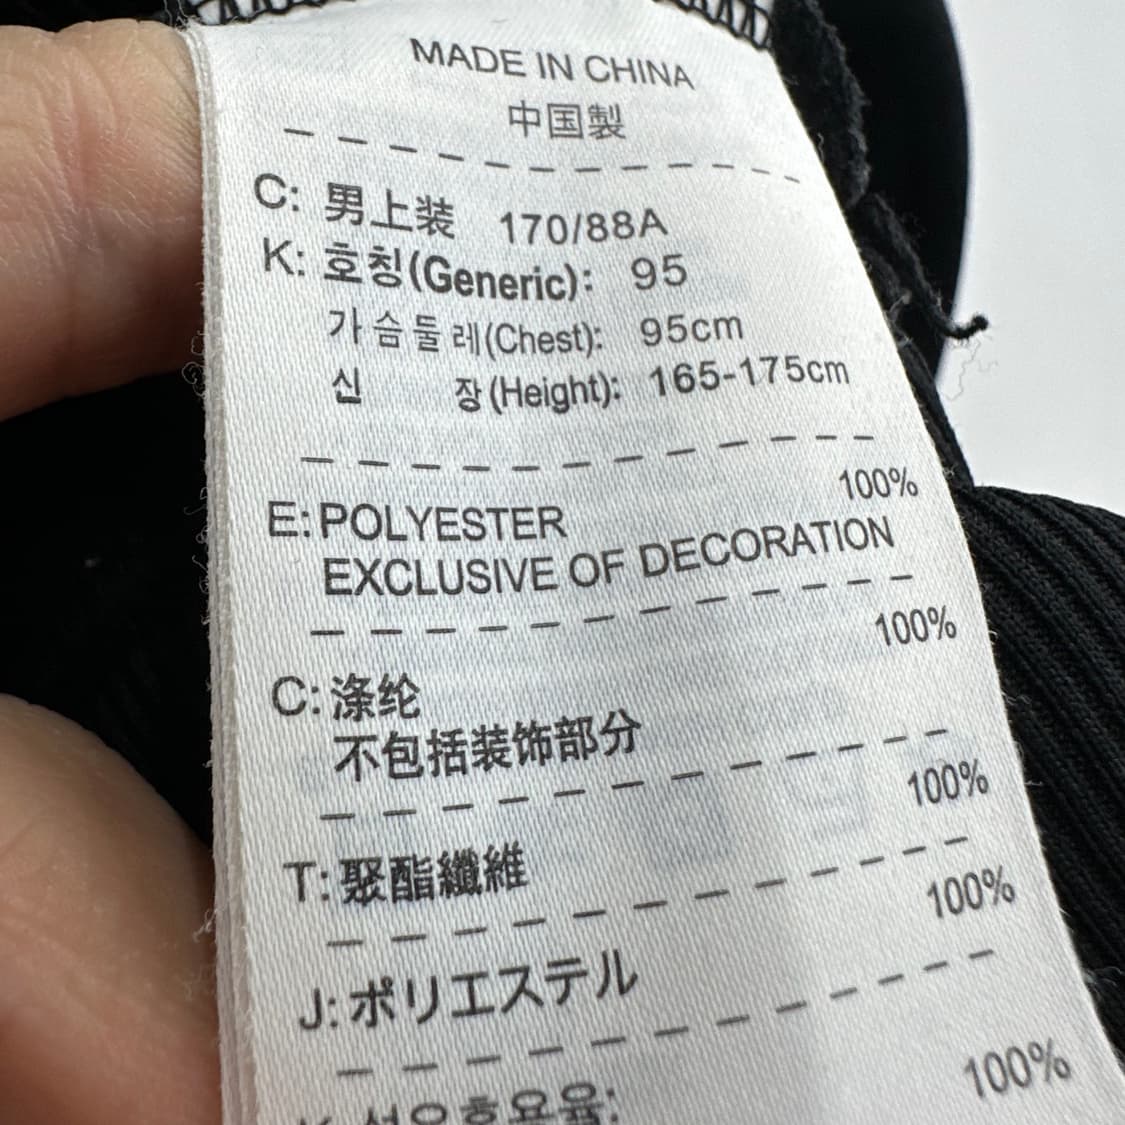 MADE IN CHINA
中国製
C: 男上装 170/88A
K: 호칭(Generic): 95
가슴둘레(Chest): 95cm
신 장(Height): 165-175cm
E: POLYESTER 100%
EXCLUSIVE OF DECORATION
C: 涤纶 100%
不包括装饰部分
T: 聚酯纖維 100%
J: ポリエステル 100%
100%